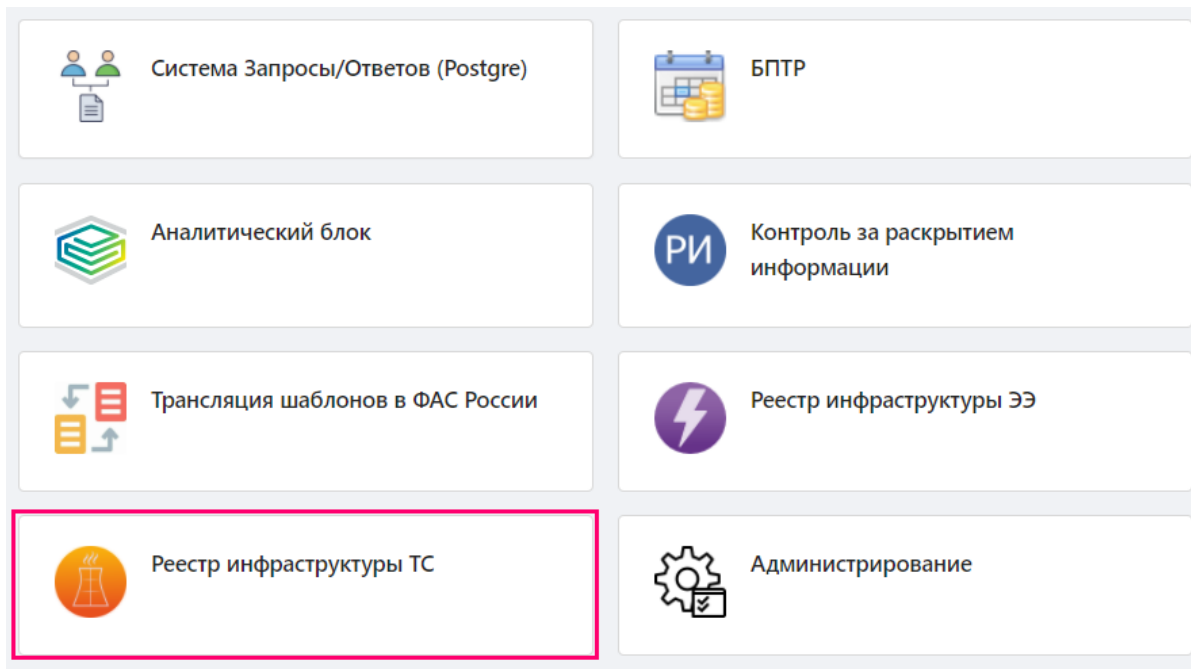 Система Запросы/Ответов (Postgre)
БПТР
Аналитический блок
РИ
Контроль за раскрытием
информации
Трансляция шаблонов в ФАС России
Реестр инфраструктуры ЭЭ
Реестр инфраструктуры ТС
Администрирование